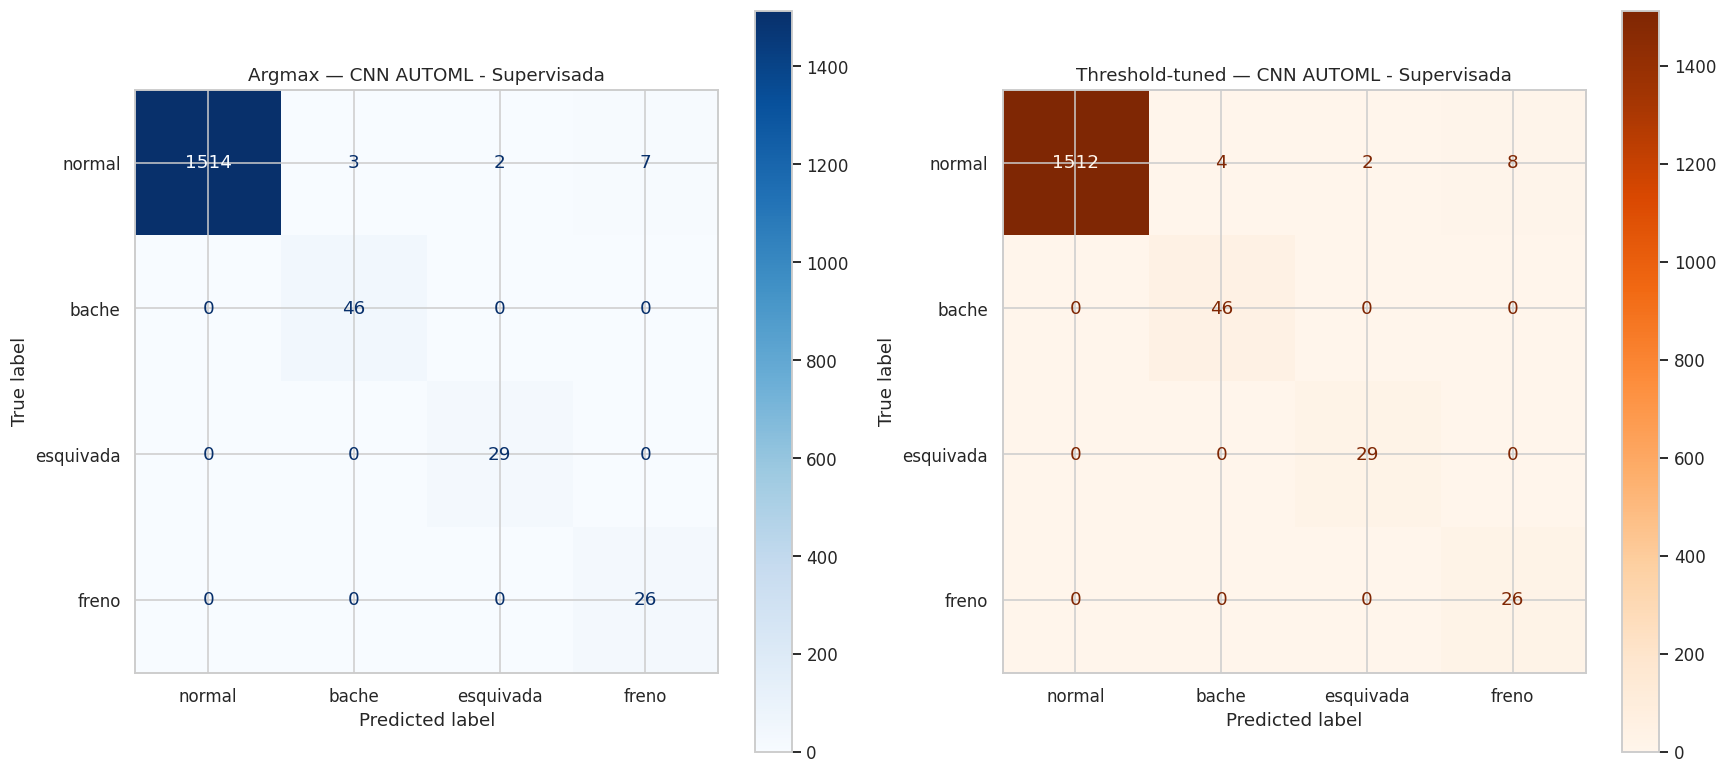 Argmax — CNN AUTOML - Supervisada
True label
normal
bache
esquivada
freno
1514 3 2 7
0 46 0 0
0 0 29 0
0 0 0 26
normal bache esquivada freno
Predicted label
1400
1200
1000
800
600
400
200
0
Threshold-tuned — CNN AUTOML - Supervisada
True label
normal
bache
esquivada
freno
1512 4 2 8
0 46 0 0
0 0 29 0
0 0 0 26
normal bache esquivada freno
Predicted label
1400
1200
1000
800
600
400
200
0